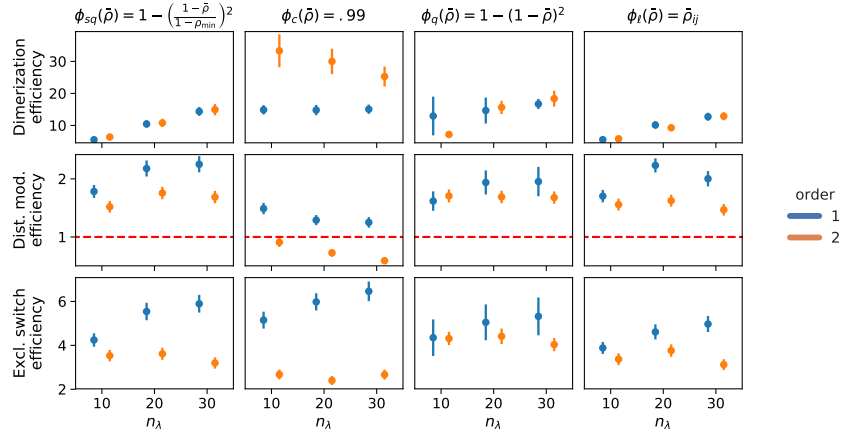 ϕ_sq(ρ̄) = 1 − ((1−ρ̄)/(1−ρ_min))²
ϕ_c(ρ̄) = .99
ϕ_q(ρ̄) = 1 − (1 − ρ̄)²
ϕ_ℓ(ρ̄) = ρ̄_ij
Dimerization
efficiency
30
20
10
Dist. mod.
efficiency
2
1
order
1
2
Excl. switch
efficiency
6
4
2
10 20 30
10 20 30
10 20 30
10 20 30
n_λ
n_λ
n_λ
n_λ